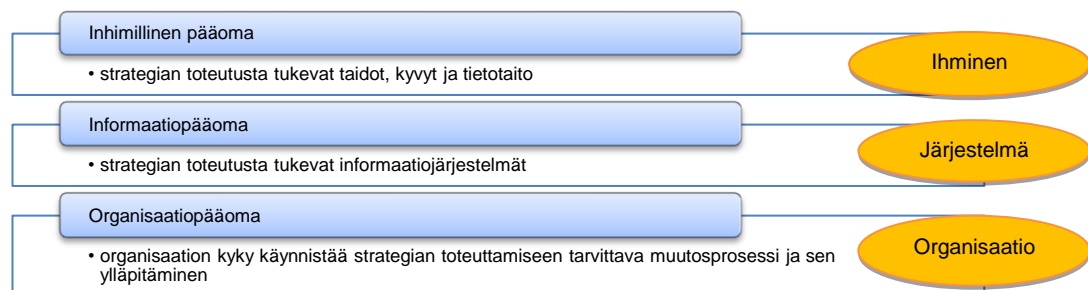 Inhimillinen pääoma
• strategian toteutusta tukevat taidot, kyvyt ja tietotaito
Ihminen
Informaatiopääoma
• strategian toteutusta tukevat informaatiojärjestelmät
Järjestelmä
Organisaatiopääoma
• organisaation kyky käynnistää strategian toteuttamiseen tarvittava muutosprosessi ja sen
ylläpitäminen
Organisaatio